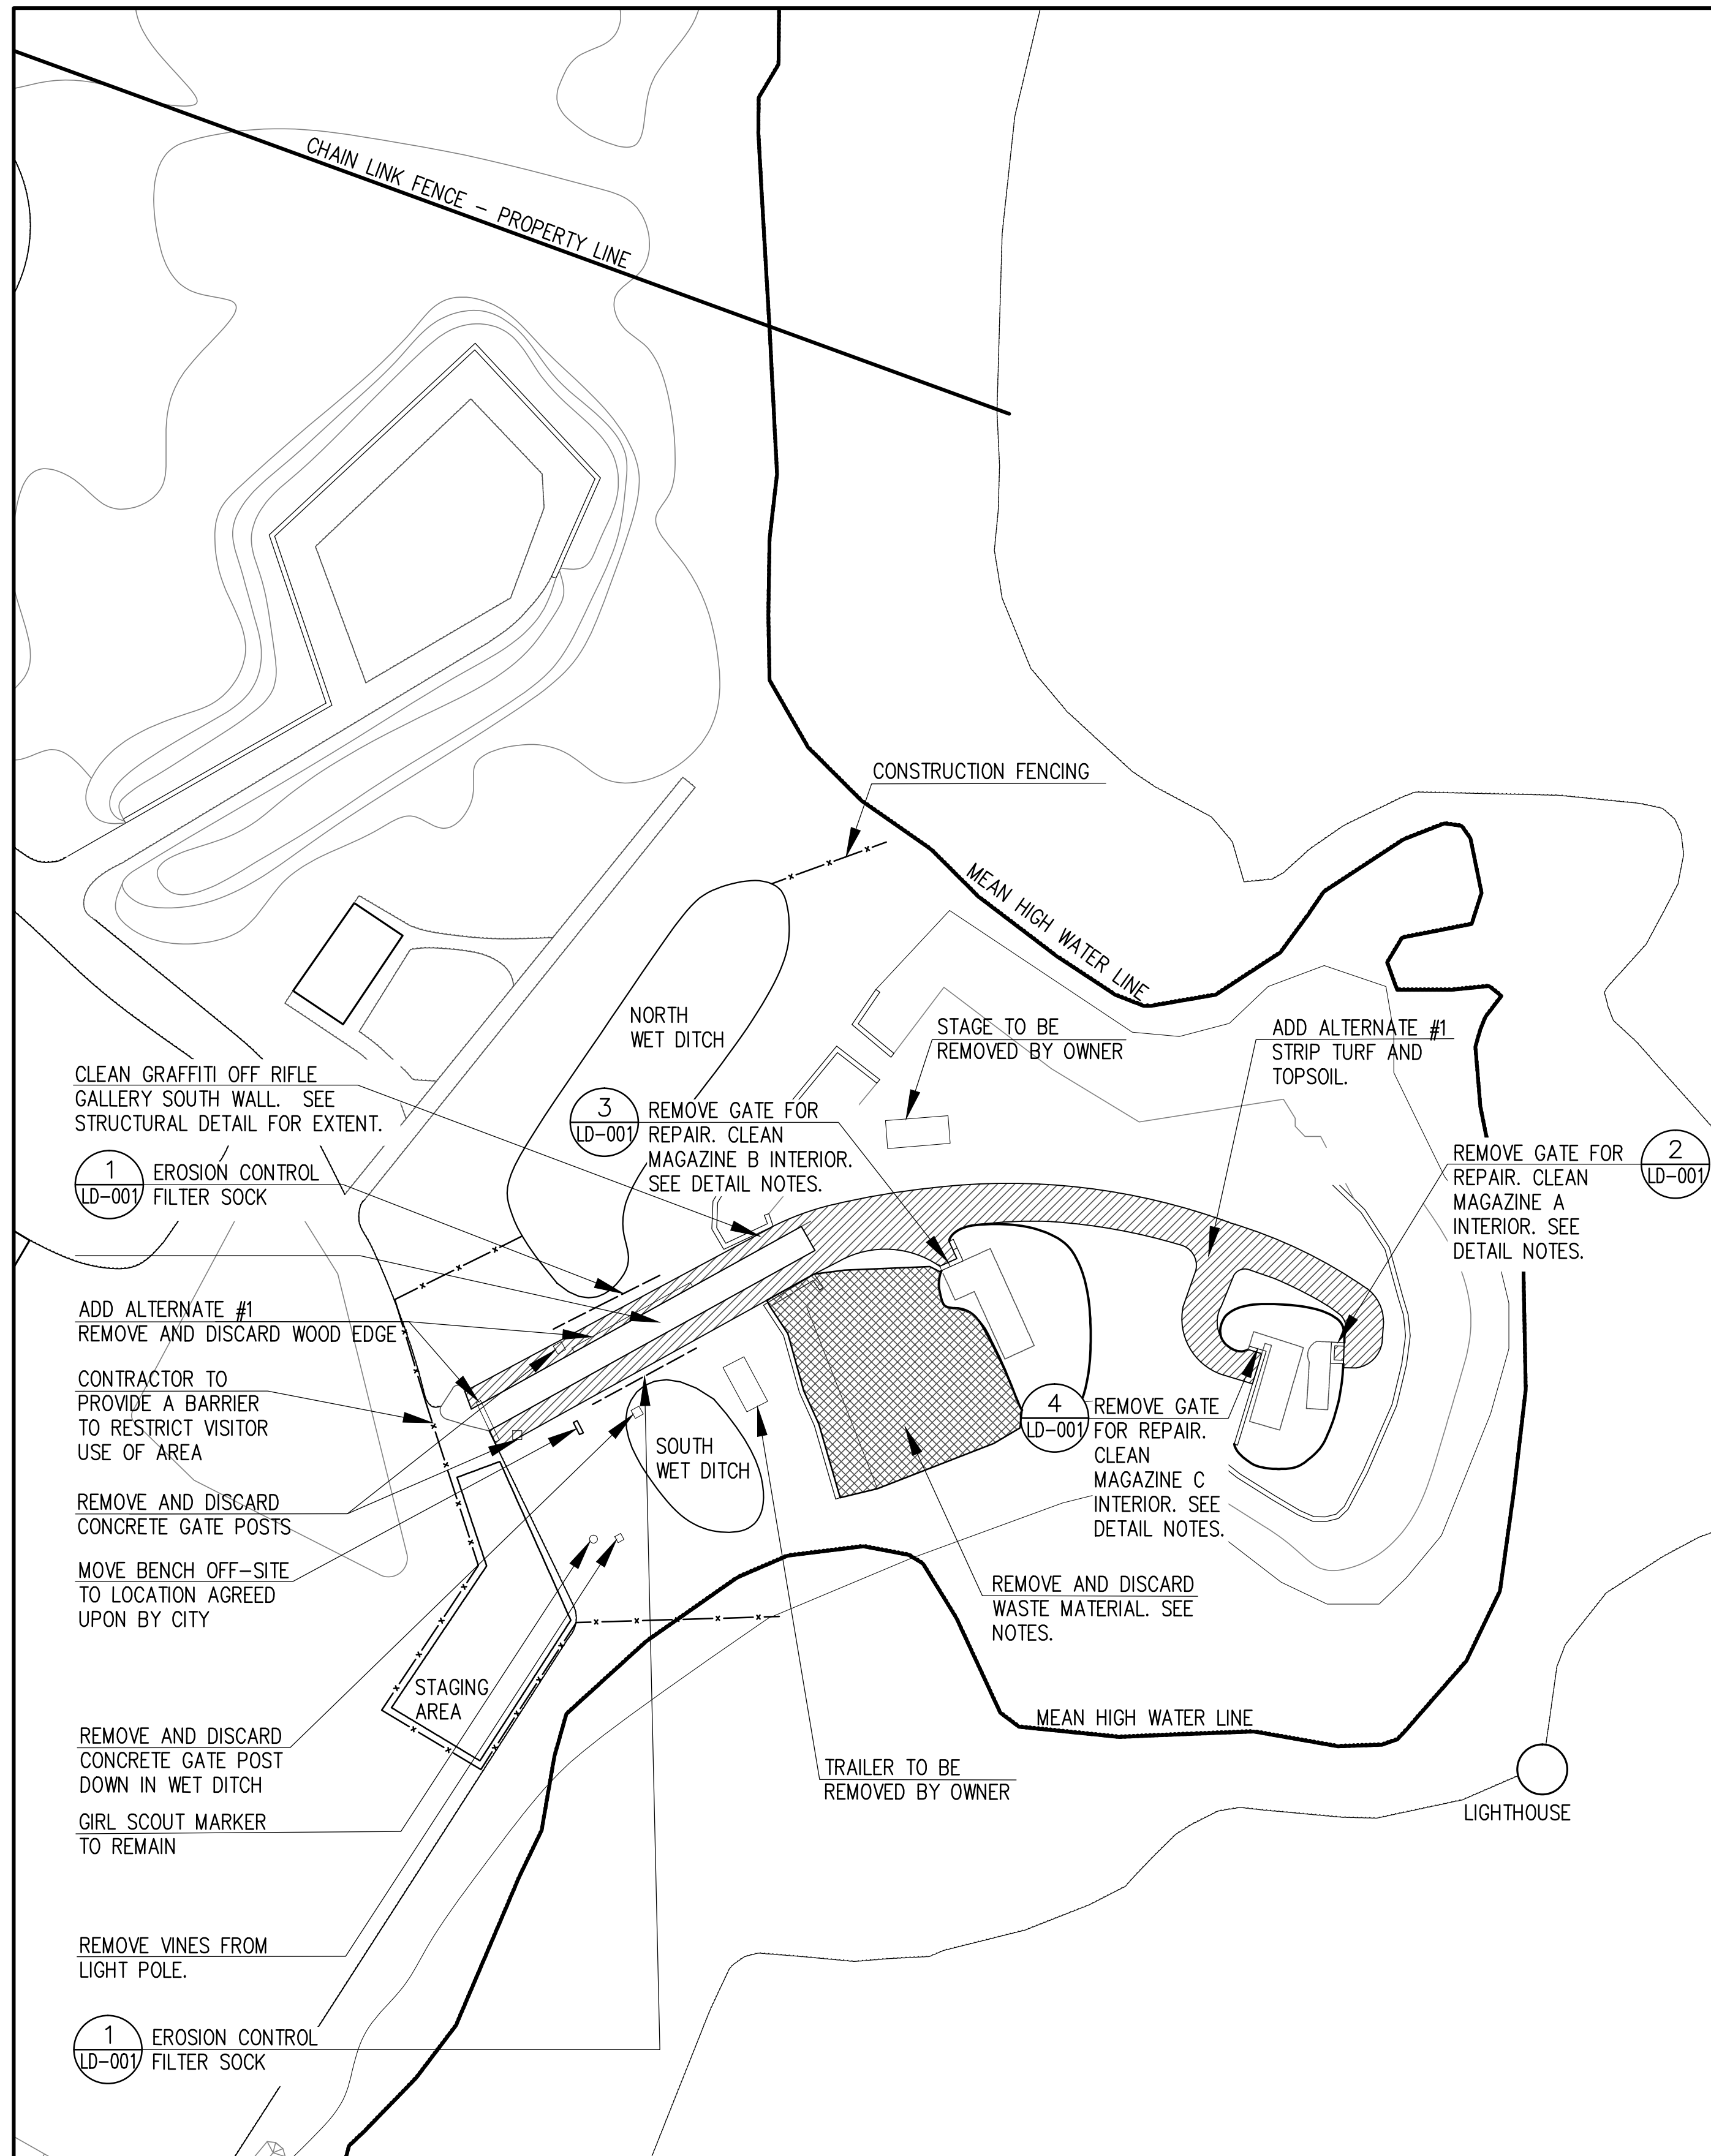 CHAIN LINK FENCE - PROPERTY LINE
CONSTRUCTION FENCING
MEAN HIGH WATER LINE
NORTH
WET DITCH
STAGE TO BE
REMOVED BY OWNER
ADD ALTERNATE #1
STRIP TURF AND
TOPSOIL.
CLEAN GRAFFITI OFF RIFLE
GALLERY SOUTH WALL. SEE
STRUCTURAL DETAIL FOR EXTENT.
3
LD-001
REMOVE GATE FOR
REPAIR. CLEAN
MAGAZINE B INTERIOR.
SEE DETAIL NOTES.
REMOVE GATE FOR
REPAIR. CLEAN
MAGAZINE A
INTERIOR. SEE
DETAIL NOTES.
2
LD-001
1
LD-001
EROSION CONTROL
FILTER SOCK
ADD ALTERNATE #1
REMOVE AND DISCARD WOOD EDGE
CONTRACTOR TO
PROVIDE A BARRIER
TO RESTRICT VISITOR
USE OF AREA
4
LD-001
REMOVE GATE
FOR REPAIR.
CLEAN
MAGAZINE C
INTERIOR. SEE
DETAIL NOTES.
SOUTH
WET DITCH
REMOVE AND DISCARD
CONCRETE GATE POSTS
MOVE BENCH OFF-SITE
TO LOCATION AGREED
UPON BY CITY
REMOVE AND DISCARD
WASTE MATERIAL. SEE
NOTES.
STAGING
AREA
MEAN HIGH WATER LINE
REMOVE AND DISCARD
CONCRETE GATE POST
DOWN IN WET DITCH
TRAILER TO BE
REMOVED BY OWNER
LIGHTHOUSE
GIRL SCOUT MARKER
TO REMAIN
REMOVE VINES FROM
LIGHT POLE.
1
LD-001
EROSION CONTROL
FILTER SOCK